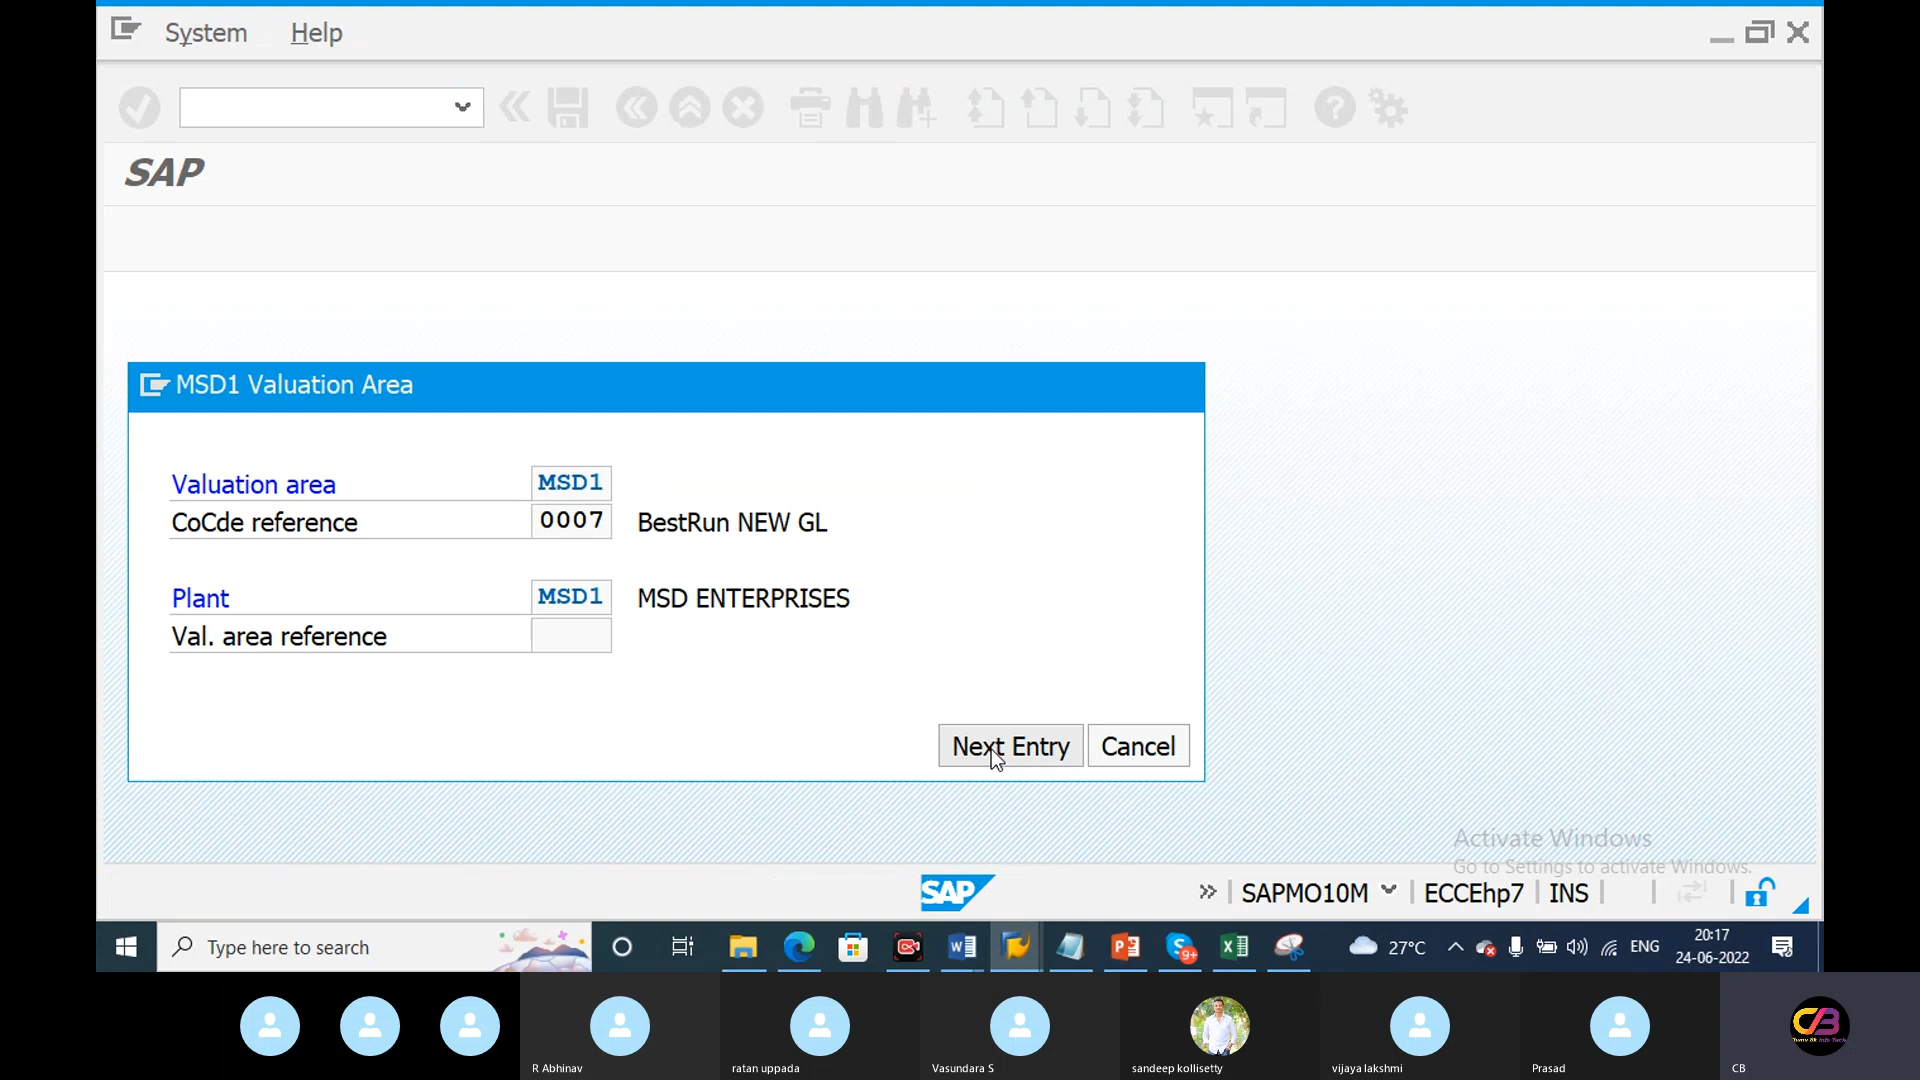 System Help
SAP
MSD1 Valuation Area
Valuation area MSD1
CoCde reference 0007 BestRun NEW GL
Plant MSD1 MSD ENTERPRISES
Val. area reference
Next Entry Cancel
Activate Windows
Go to Settings to activate Windows.
SAP
SAPMO10M ECCEhp7 INS
Type here to search
9+
27°C
ENG
20:17
24-06-2022
R Abhinav
ratan uppada
Vasundara S
sandeep kollisetty
vijaya lakshmi
Prasad
CB